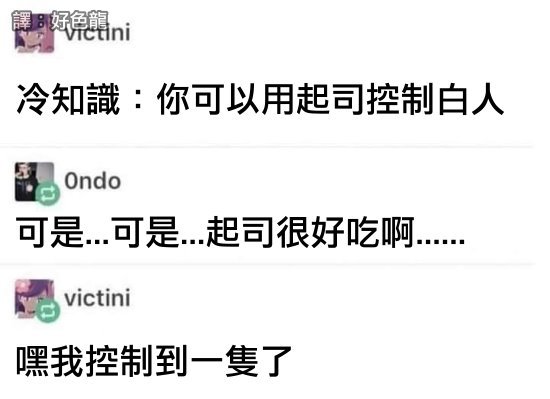 譯：好色龍
victini
冷知識：你可以用起司控制白人
0ndo
可是...可是...起司很好吃啊......
victini
嘿我控制到一隻了